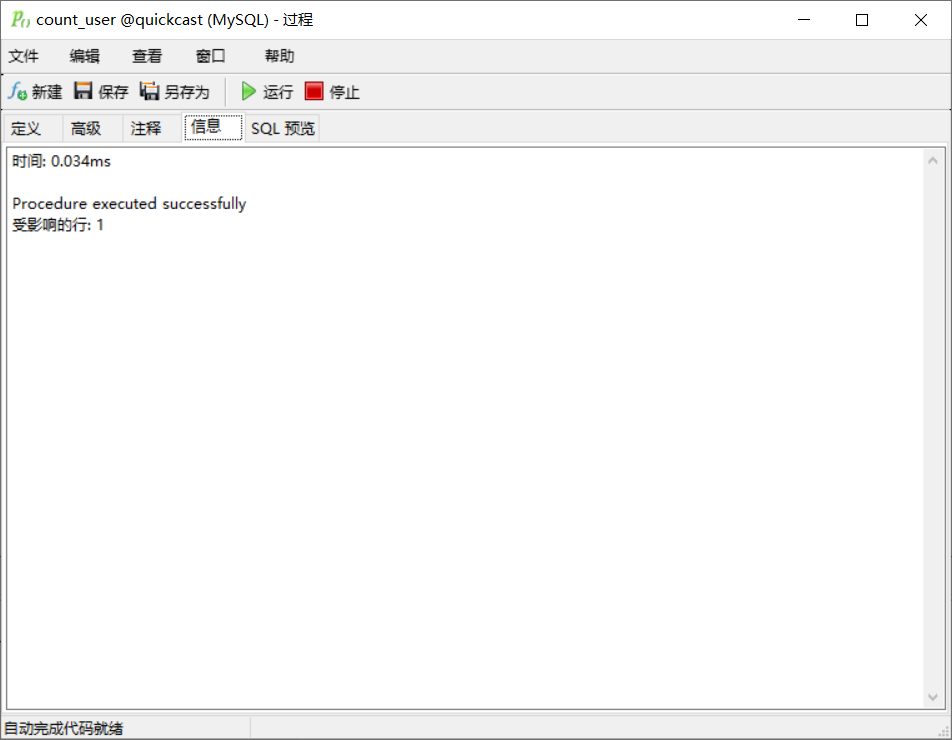 count_user @quickcast (MySQL) - 过程
文件 编辑 查看 窗口 帮助
新建 保存 另存为 运行 停止
定义 高级 注释 信息 SQL 预览
时间: 0.034ms
Procedure executed successfully
受影响的行: 1
自动完成代码就绪